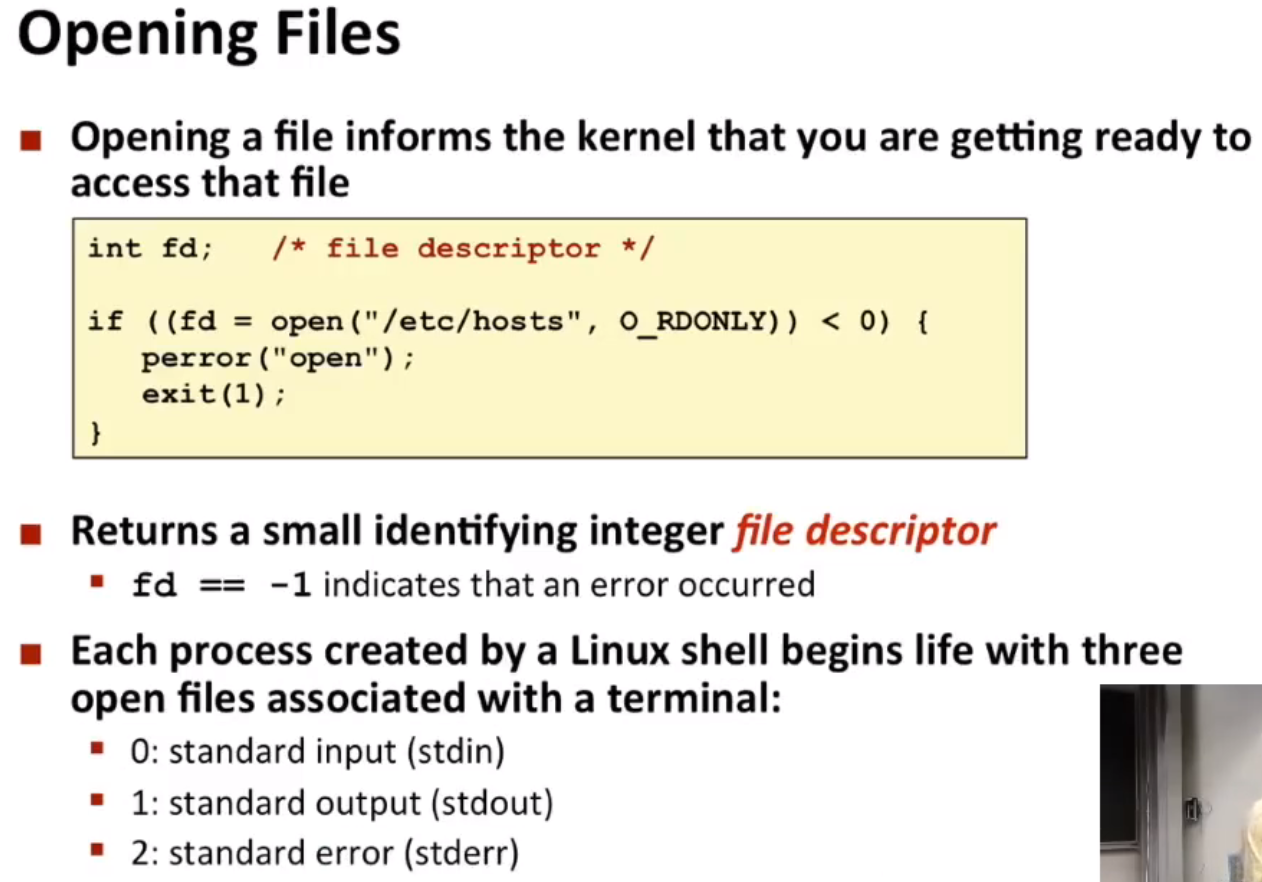 Opening Files
■ Opening a file informs the kernel that you are getting ready to
access that file
int fd;   /* file descriptor */
if ((fd = open("/etc/hosts", O_RDONLY)) < 0) {
   perror("open");
   exit(1);
}
■ Returns a small identifying integer file descriptor
▪ fd == -1 indicates that an error occurred
■ Each process created by a Linux shell begins life with three
open files associated with a terminal:
▪ 0: standard input (stdin)
▪ 1: standard output (stdout)
▪ 2: standard error (stderr)